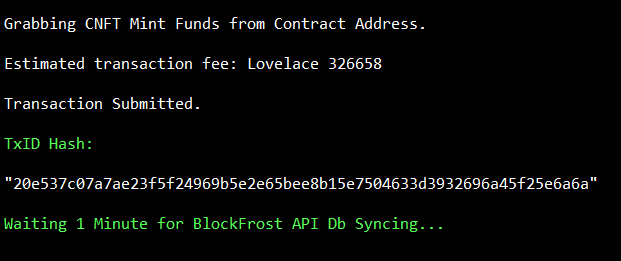 Grabbing CNFT Mint Funds from Contract Address.
Estimated transaction fee: Lovelace 326658
Transaction Submitted.
TxID Hash:
"20e537c07a7ae23f5f24969b5e2e65bee8b15e7504633d3932696a45f25e6a6a"
Waiting 1 Minute for BlockFrost API Db Syncing...